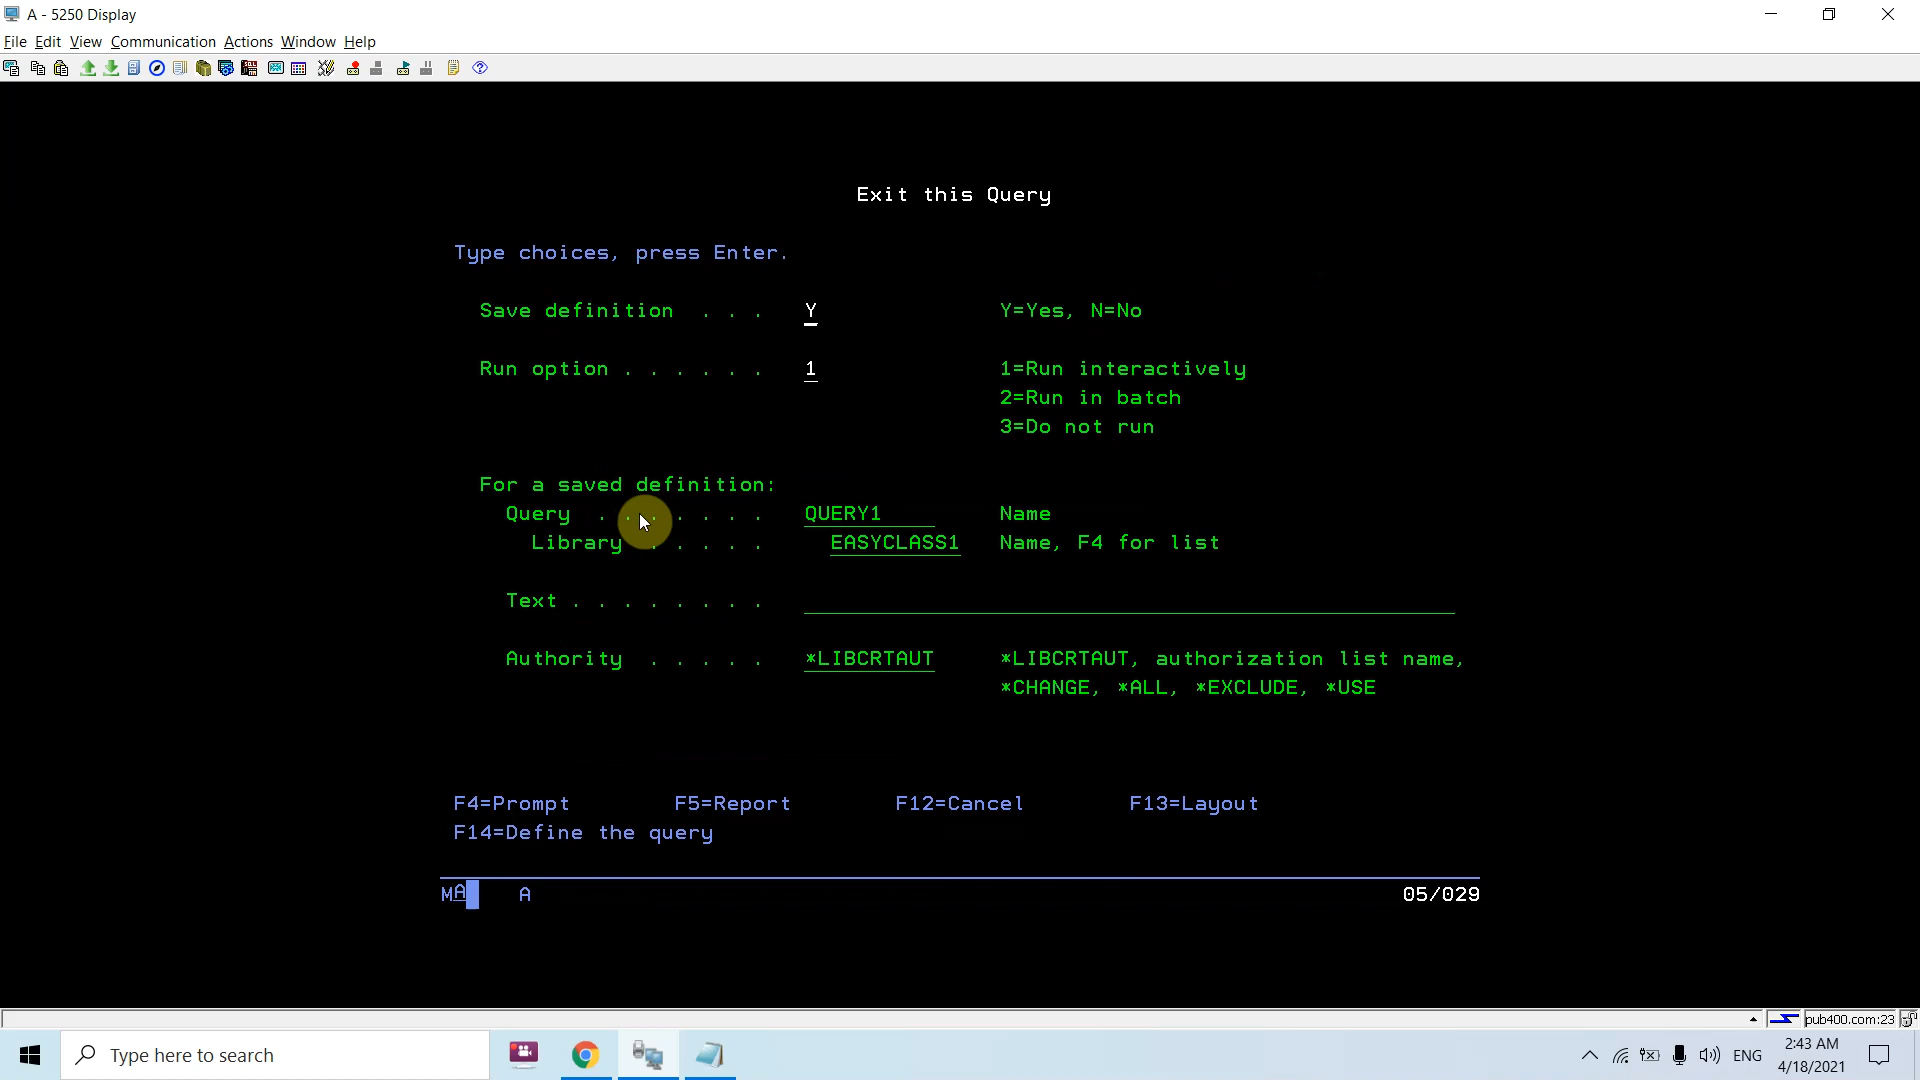 A - 5250 Display
File Edit View Communication Actions Window Help
Exit this Query
Type choices, press Enter.
Save definition . . . Y Y=Yes, N=No
Run option . . . . . . 1 1=Run interactively
2=Run in batch
3=Do not run
For a saved definition:
Query . . . . . . . QUERY1 Name
Library . . . . . EASYCLASS1 Name, F4 for list
Text . . . . . . . .
Authority . . . . . *LIBCRTAUT *LIBCRTAUT, authorization list name,
*CHANGE, *ALL, *EXCLUDE, *USE
F4=Prompt F5=Report F12=Cancel F13=Layout
F14=Define the query
MA A 05/029
pub400.com:23
Type here to search
ENG
2:43 AM
4/18/2021